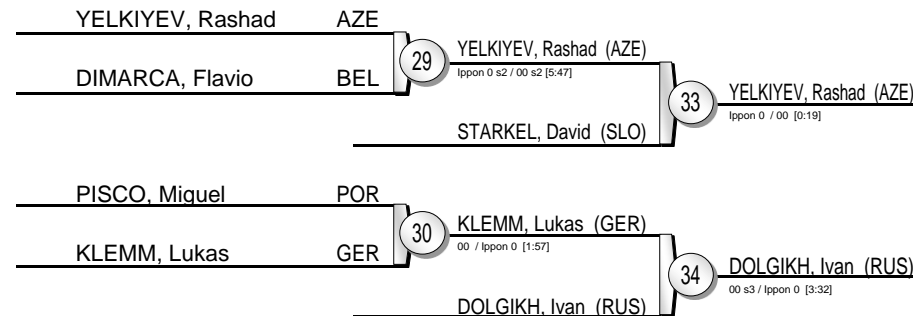 YELKIYEV, Rashad AZE
DIMARCA, Flavio BEL
29
YELKIYEV, Rashad (AZE)
Ippon 0 s2 / 00 s2 [5:47]
STARKEL, David (SLO)
33
YELKIYEV, Rashad (AZE)
Ippon 0 / 00 [0:19]
PISCO, Miguel POR
KLEMM, Lukas GER
30
KLEMM, Lukas (GER)
00 / Ippon 0 [1:57]
DOLGIKH, Ivan (RUS)
34
DOLGIKH, Ivan (RUS)
00 s3 / Ippon 0 [3:32]